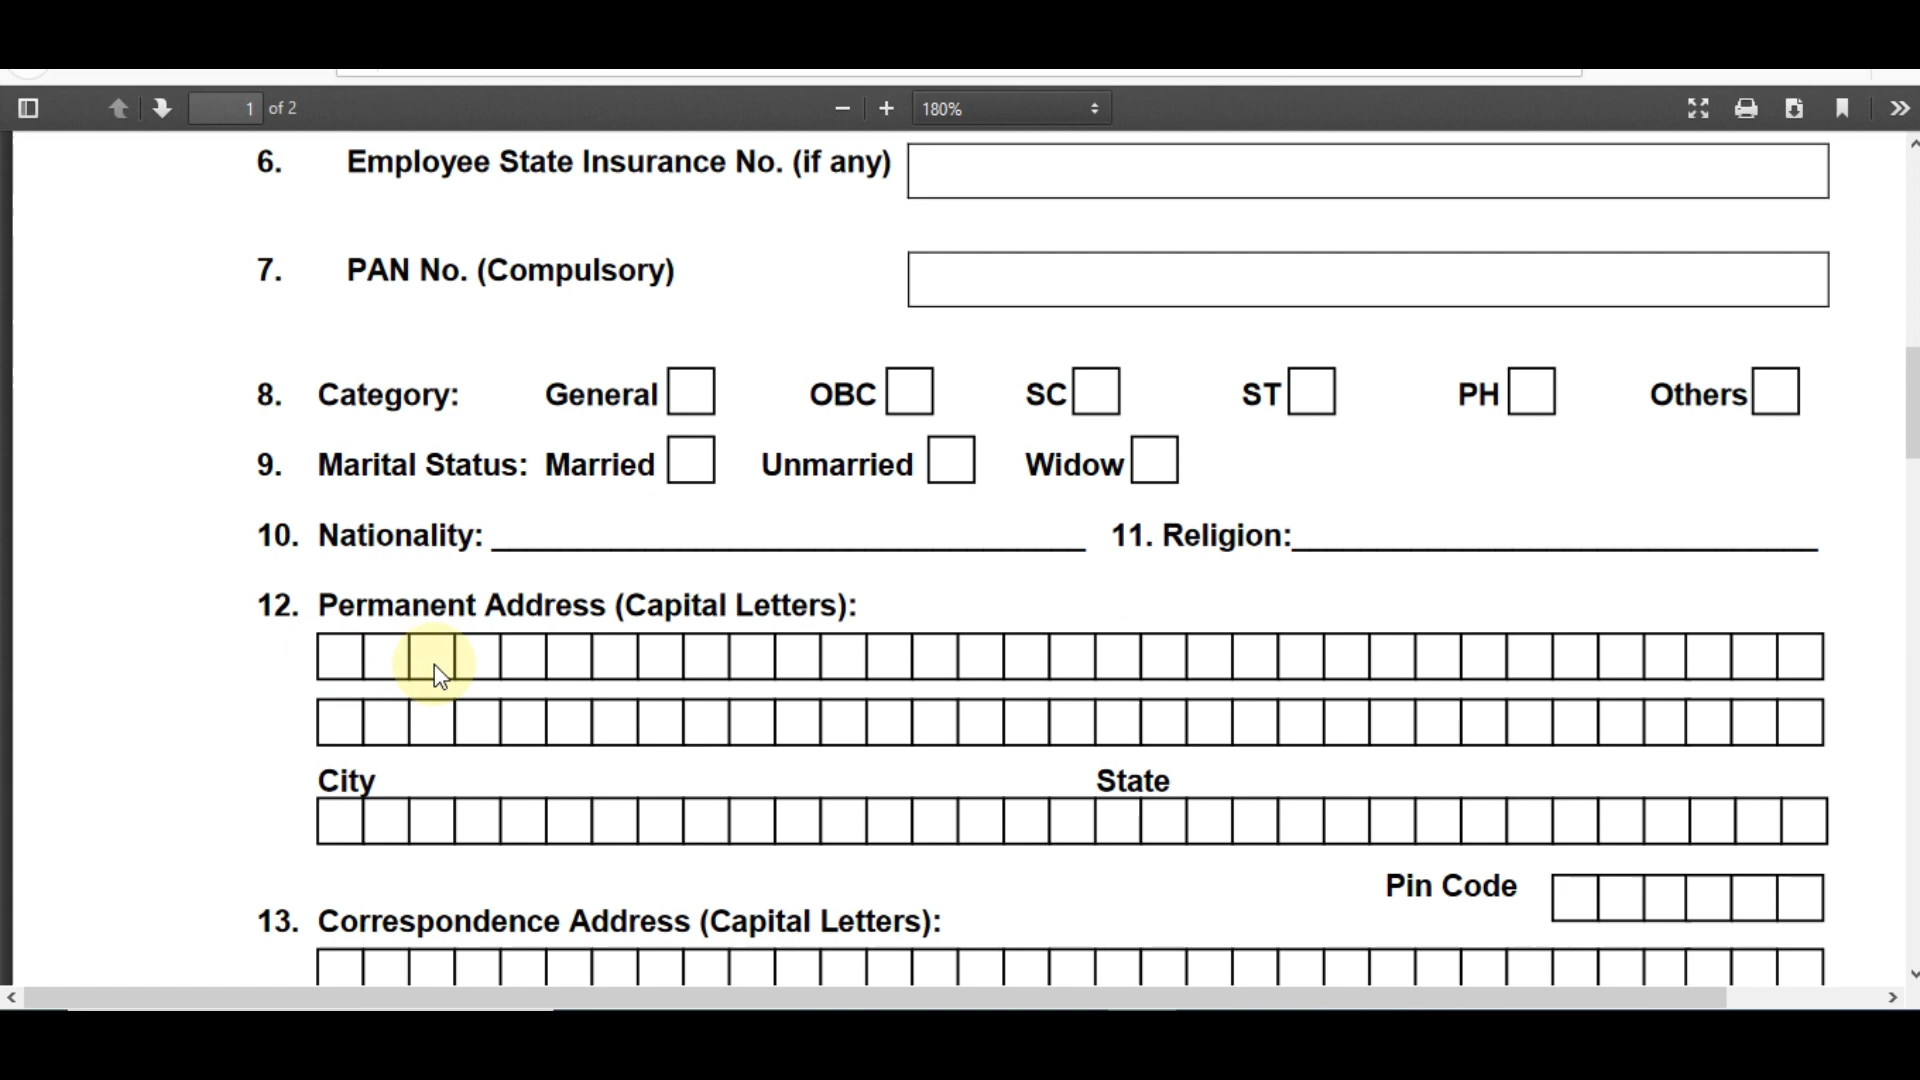 1 of 2 180%
6. Employee State Insurance No. (if any)
7. PAN No. (Compulsory)
8. Category: General OBC SC ST PH Others
9. Marital Status: Married Unmarried Widow
10. Nationality: 11. Religion:
12. Permanent Address (Capital Letters):
City State
Pin Code
13. Correspondence Address (Capital Letters):